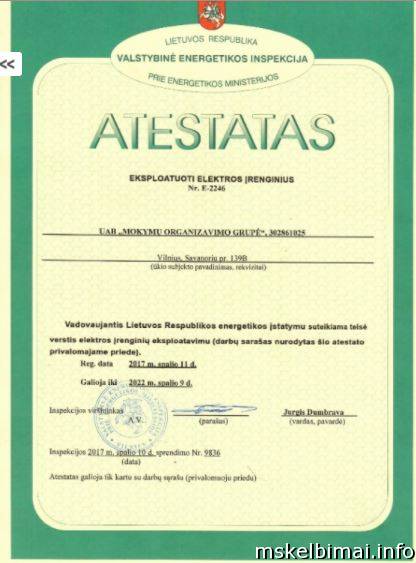 LIETUVOS RESPUBLIKA
VALSTYBINĖ ENERGETIKOS INSPEKCIJA
PRIE ENERGETIKOS MINISTERIJOS
ATESTATAS
EKSPLOATUOTI ELEKTROS ĮRENGINIUS
Nr. E-2246
UAB „MOKYMU ORGANIZAVIMO GRUPĖ“, 302861025
Vilnius, Savanorių pr. 139B
(ūkio subjekto pavadinimas, rekvizitai)
Vadovaujantis Lietuvos Respublikos energetikos įstatymu suteikiama teisė
verstis elektros įrenginių eksploatavimu (darbų sarašas nurodytas šio atestato
privalomajame priede).
Reg. data 2017 m. spalio 11 d.
Galioja iki 2022 m. spalio 9 d.
Inspekcijos viršininkas
A.V.
(parašas)
Jurgis Dumbrava
(vardas, pavardė)
Inspekcijos 2017 m. spalio 10 d. sprendimo Nr. 9836
(data)
Atestatas galioja tik kartu su darbų sąrašu (privalomuoju priedu)
mskelbimai.info